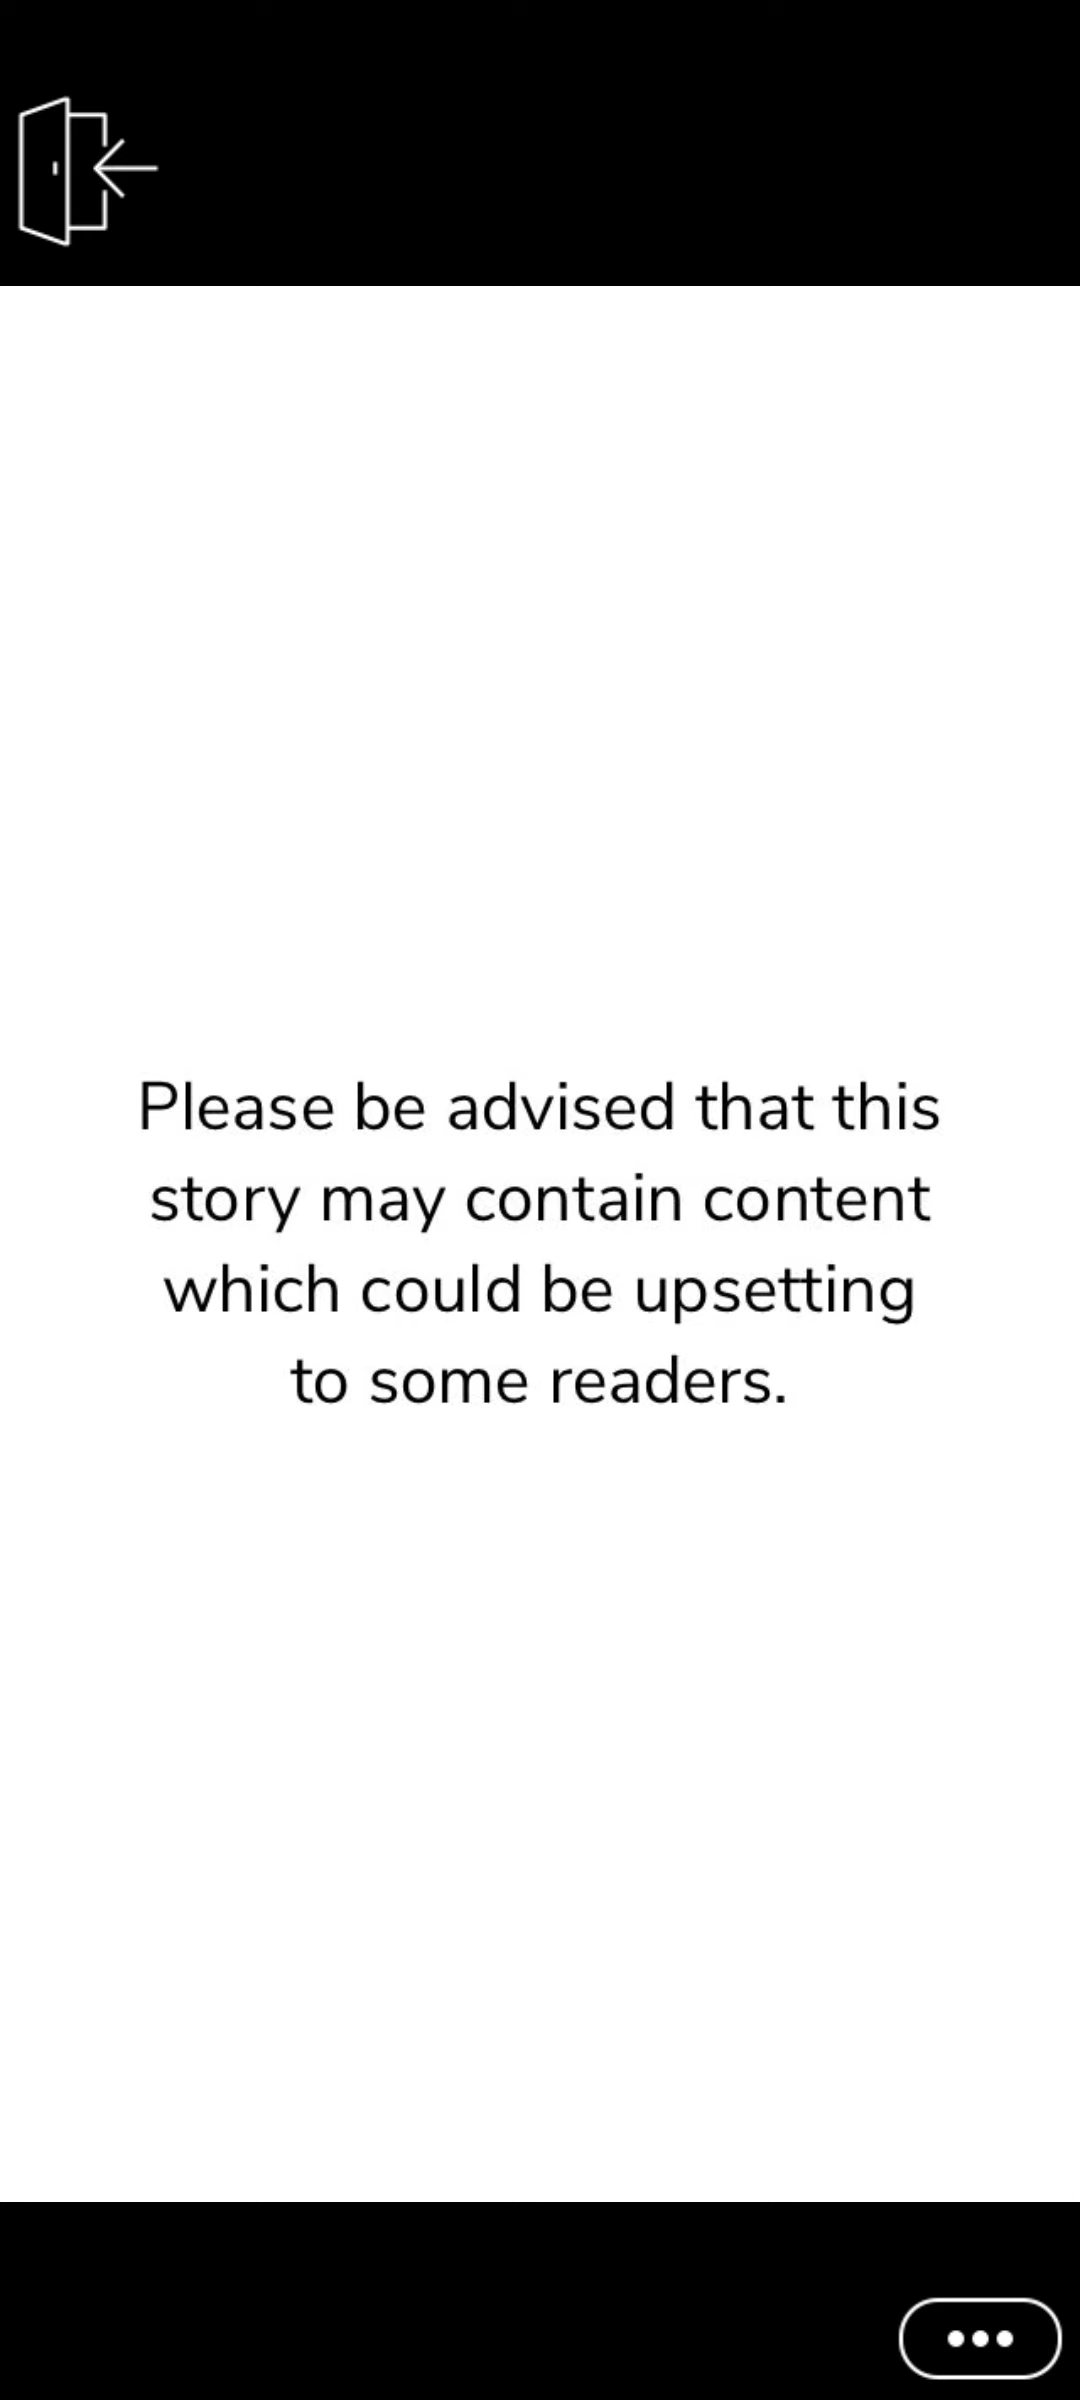 Please be advised that this
story may contain content
which could be upsetting
to some readers.